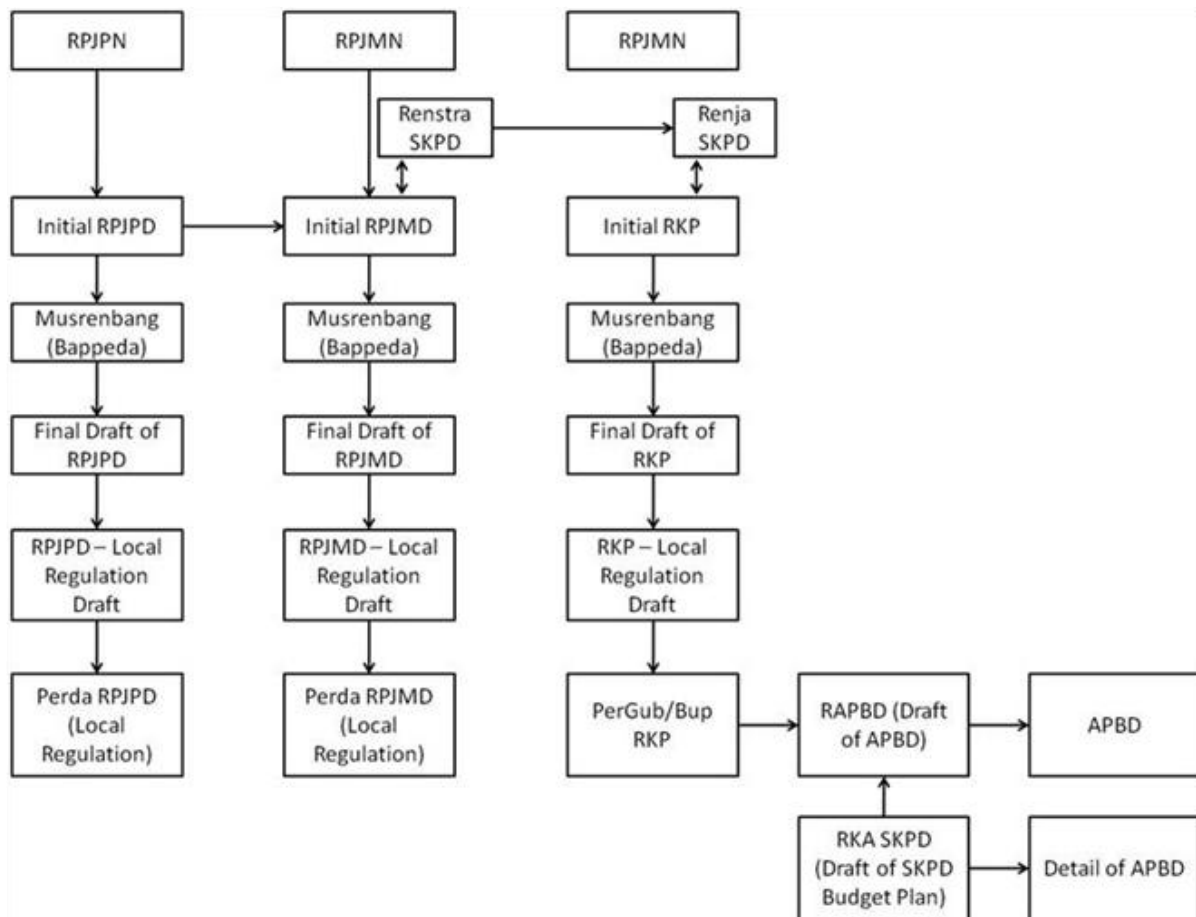 RPJPN
RPJMN
RPJMN
Renstra
SKPD
Renja
SKPD
Initial RPJPD
Initial RPJMD
Initial RKP
Musrenbang
(Bappeda)
Musrenbang
(Bappeda)
Musrenbang
(Bappeda)
Final Draft of
RPJPD
Final Draft of
RPJMD
Final Draft of
RKP
RPJPD – Local
Regulation
Draft
RPJMD – Local
Regulation
Draft
RKP – Local
Regulation
Draft
Perda RPJPD
(Local
Regulation)
Perda RPJMD
(Local
Regulation)
PerGub/Bup
RKP
RAPBD (Draft
of APBD)
APBD
RKA SKPD
(Draft of SKPD
Budget Plan)
Detail of APBD